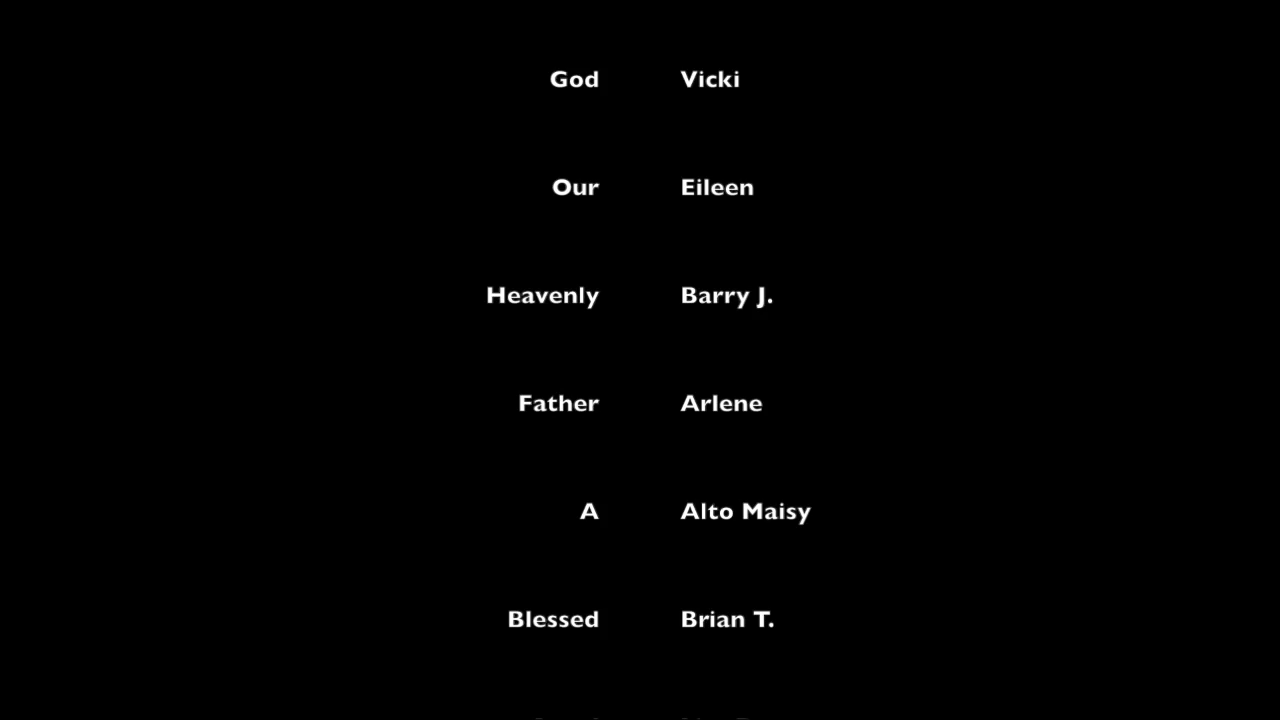 God Vicki
Our Eileen
Heavenly Barry J.
Father Arlene
A Alto Maisy
Blessed Brian T.